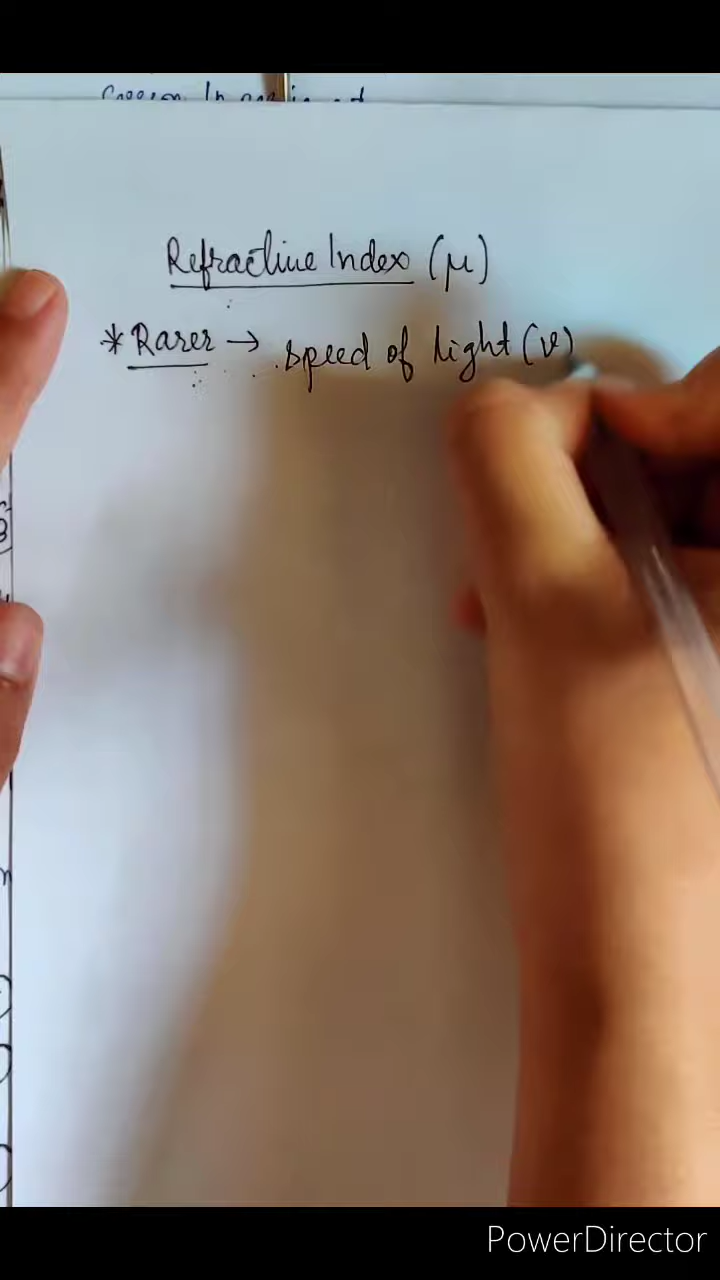 Refractive Index (μ)
* Rarer → speed of light (v)
PowerDirector